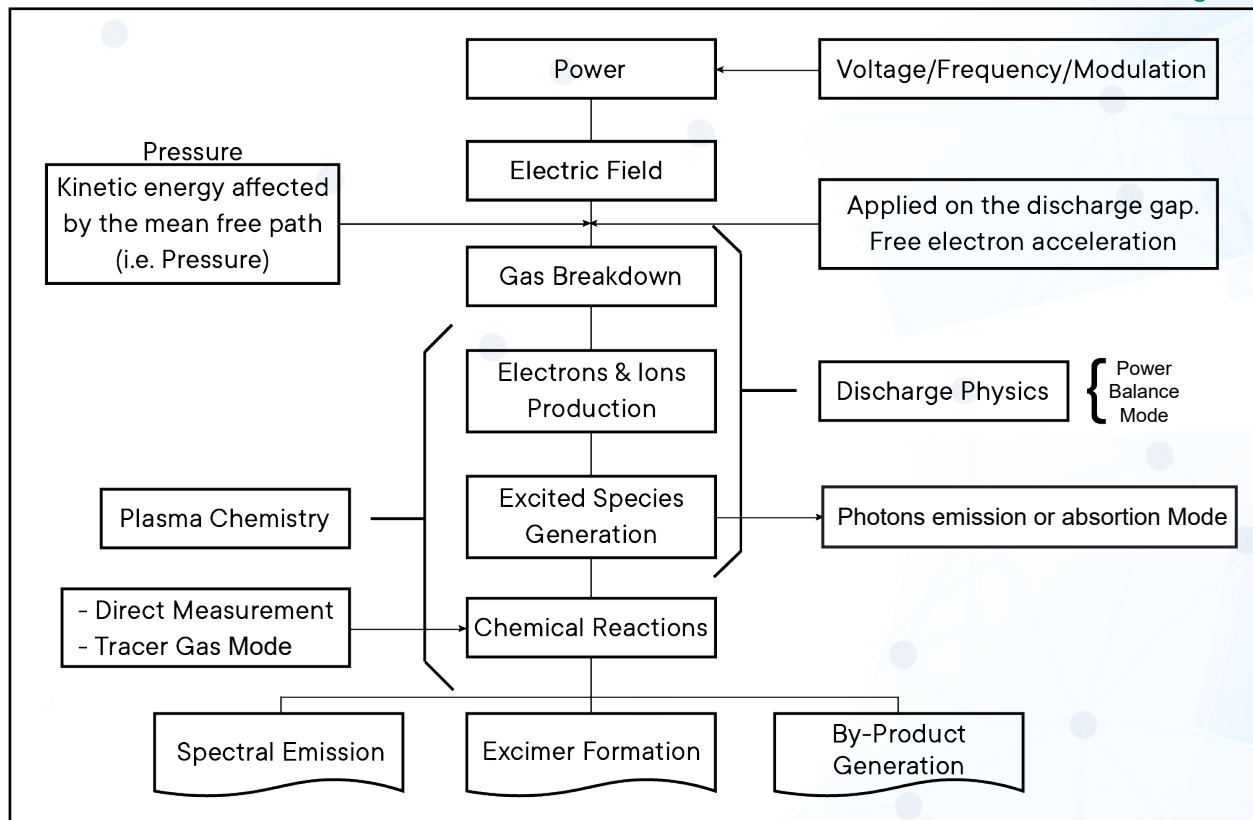 Power
Voltage/Frequency/Modulation
Electric Field
Pressure
Kinetic energy affected
by the mean free path
(i.e. Pressure)
Applied on the discharge gap.
Free electron acceleration
Gas Breakdown
Electrons & Ions
Production
Discharge Physics
{ Power
Balance
Mode
Plasma Chemistry
Excited Species
Generation
Photons emission or absortion Mode
- Direct Measurement
- Tracer Gas Mode
Chemical Reactions
Spectral Emission
Excimer Formation
By-Product
Generation